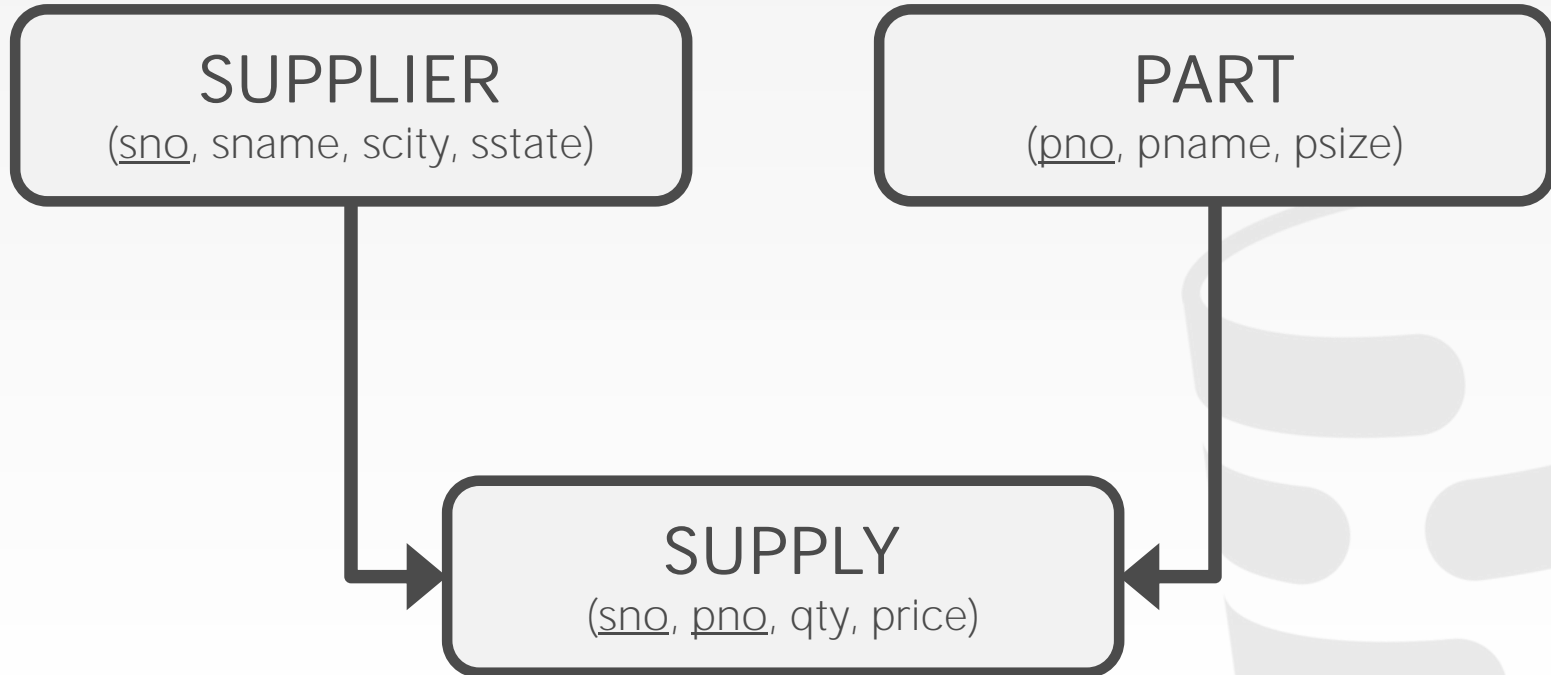 SUPPLIER
(sno, sname, scity, sstate)
PART
(pno, pname, psize)
SUPPLY
(sno, pno, qty, price)